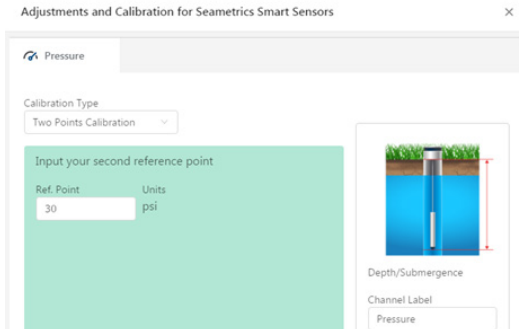 Adjustments and Calibration for Seametrics Smart Sensors
Pressure
Calibration Type
Two Points Calibration
Input your second reference point
Ref. Point Units
30 psi
Depth/Submergence
Channel Label
Pressure